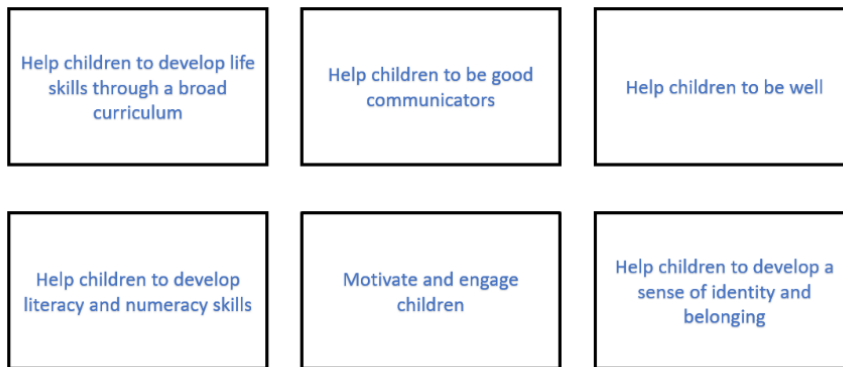 Help children to develop life
skills through a broad
curriculum
Help children to be good
communicators
Help children to be well
Help children to develop
literacy and numeracy skills
Motivate and engage
children
Help children to develop a
sense of identity and
belonging